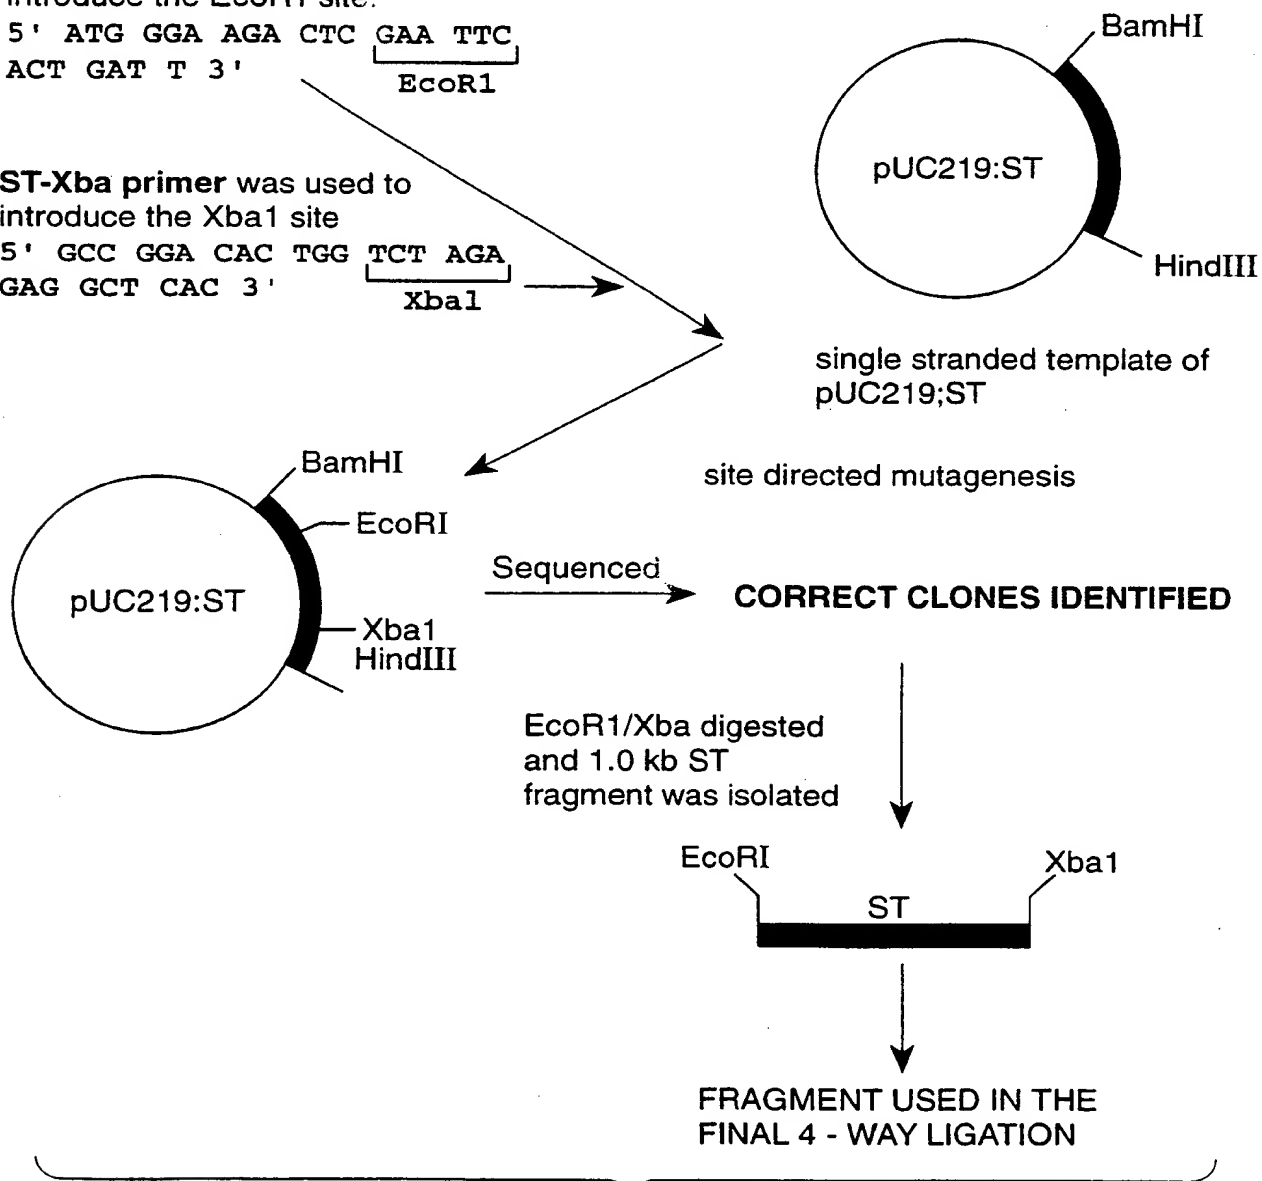 introduce the EcoR1 site.
5' ATG GGA AGA CTC GAA TTC
ACT GAT T 3'
EcoR1
BamHI
pUC219:ST
HindIII
ST-Xba primer was used to
introduce the Xba1 site
5' GCC GGA CAC TGG TCT AGA
GAG GCT CAC 3'
Xba1
single stranded template of
pUC219;ST
site directed mutagenesis
BamHI
EcoRI
pUC219:ST
Xba1
HindIII
Sequenced
CORRECT CLONES IDENTIFIED
EcoR1/Xba digested
and 1.0 kb ST
fragment was isolated
EcoRI
Xba1
ST
FRAGMENT USED IN THE
FINAL 4 - WAY LIGATION